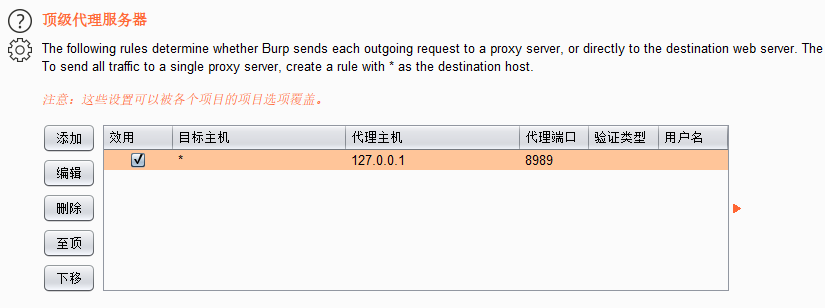 顶级代理服务器
The following rules determine whether Burp sends each outgoing request to a proxy server, or directly to the destination web server. The
To send all traffic to a single proxy server, create a rule with * as the destination host.
注意：这些设置可以被各个项目的项目选项覆盖。
添加
编辑
删除
至顶
下移
效用 目标主机 代理主机 代理端口 验证类型 用户名
* 127.0.0.1 8989